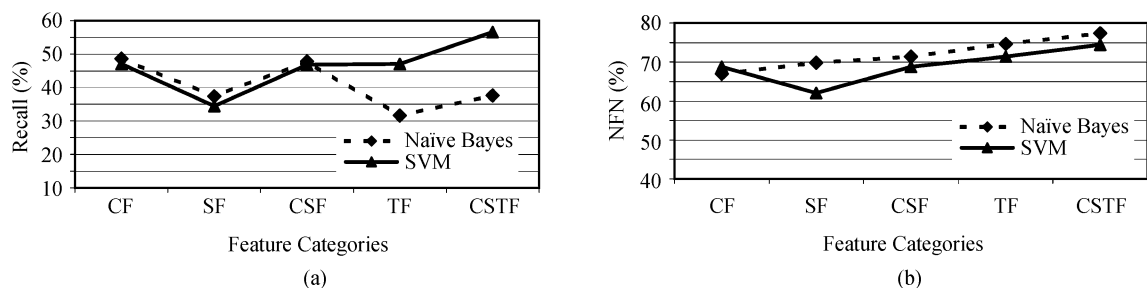 60
50
40
30
20
10
Recall (%)
Naïve Bayes
SVM
CF SF CSF TF CSTF
Feature Categories
(a)
80
70
60
50
40
NFN (%)
Naïve Bayes
SVM
CF SF CSF TF CSTF
Feature Categories
(b)